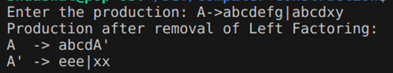 Enter the production: A->abcdefg|abcdxy
Production after removal of Left Factoring:
A  -> abcdA'
A' -> eee|xx